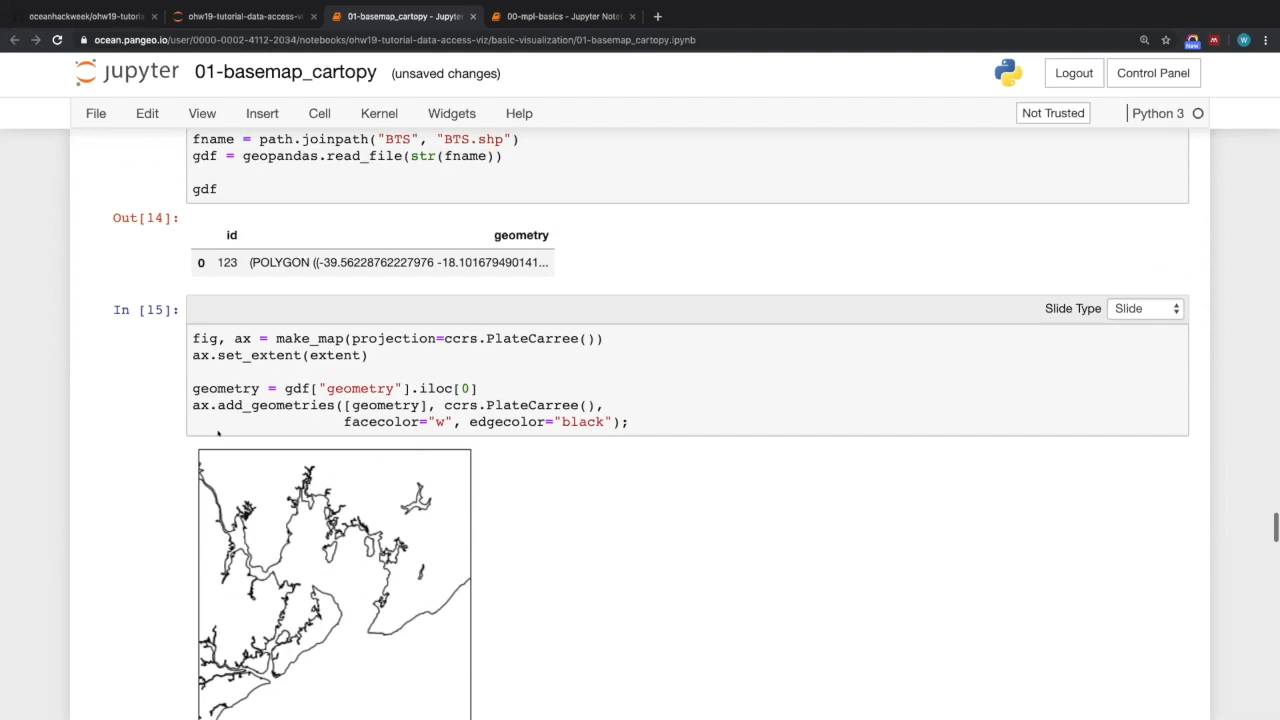 oceanhackweek/ohw19-tutoria
ohw19-tutorial-data-access-vi
01-basemap_cartopy - Jupyter
00-mpl-basics - Jupyter Note
ocean.pangeo.io/user/0000-0002-4112-2034/notebooks/ohw19-tutorial-data-access-viz/basic-visualization/01-basemap_cartopy.ipynb
New
W
jupyter 01-basemap_cartopy (unsaved changes)
Logout
Control Panel
File Edit View Insert Cell Kernel Widgets Help
Not Trusted
Python 3
fname = path.joinpath("BTS", "BTS.shp")
gdf = geopandas.read_file(str(fname))
gdf
Out[14]:
id geometry
0 123 (POLYGON ((-39.56228762227976 -18.101679490141...
In [15]:
Slide Type Slide
fig, ax = make_map(projection=ccrs.PlateCarree())
ax.set_extent(extent)
geometry = gdf["geometry"].iloc[0]
ax.add_geometries([geometry], ccrs.PlateCarree(),
facecolor="w", edgecolor="black");